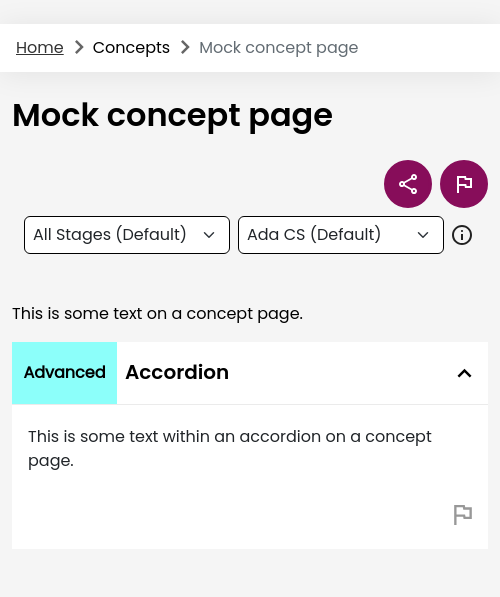 Home Concepts Mock concept page
Mock concept page
All Stages (Default) Ada CS (Default)
This is some text on a concept page.
Advanced Accordion
This is some text within an accordion on a concept
page.